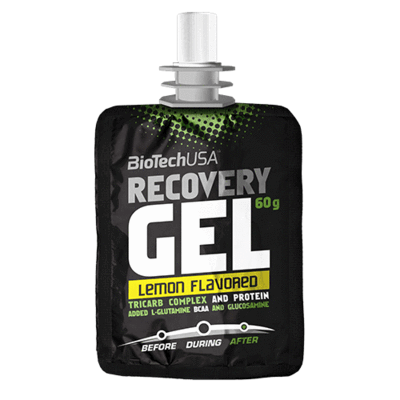 BioTechUSA
RECOVERY
GEL
60g
LEMON FLAVORED
TRICARB COMPLEX AND PROTEIN
ADDED L-GLUTAMINE BCAA AND GLUCOSAMINE
BEFORE DURING AFTER